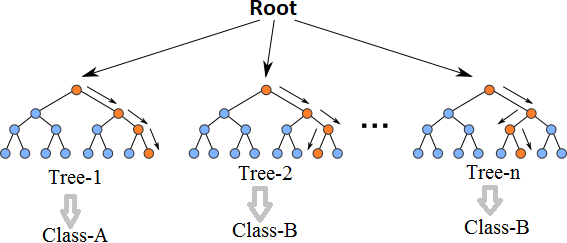 Root
Tree-1
Tree-2
...
Tree-n
Class-A
Class-B
Class-B